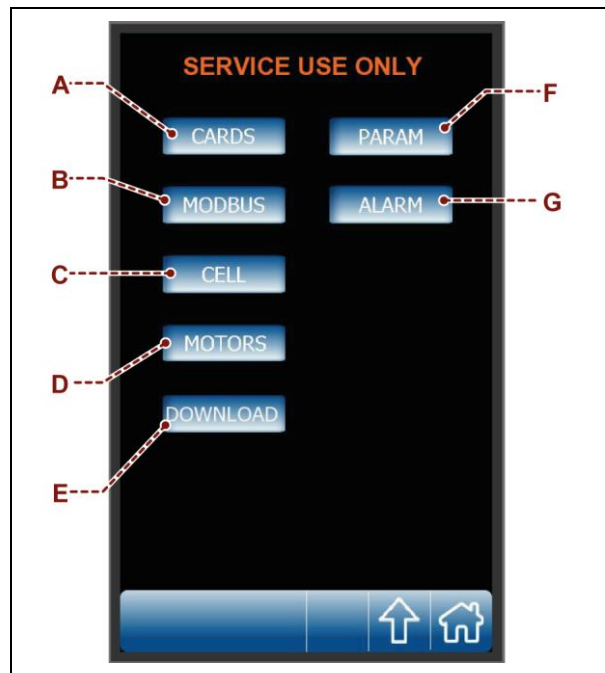 SERVICE USE ONLY
A
CARDS
PARAM
F
B
MODBUS
ALARM
G
C
CELL
D
MOTORS
E
DOWNLOAD